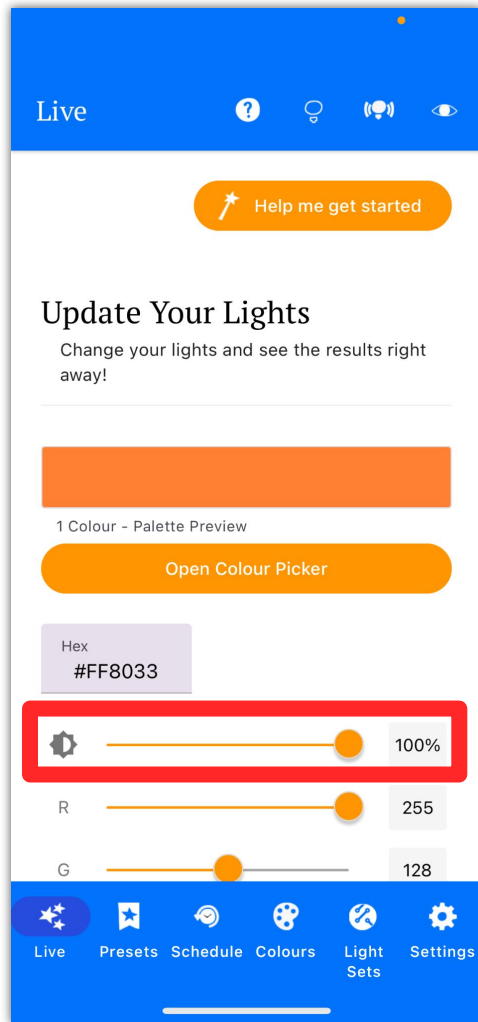 Live
Help me get started
Update Your Lights
Change your lights and see the results right
away!
1 Colour - Palette Preview
Open Colour Picker
Hex
#FF8033
100%
R
255
G
128
Live Presets Schedule Colours Light Sets Settings